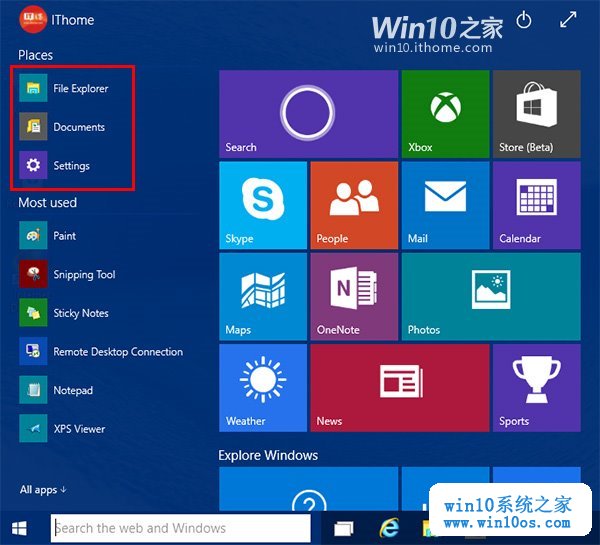 IThome
Win10之家
win10.ithome.com
Places
File Explorer
Documents
Settings
Most used
Paint
Snipping Tool
Sticky Notes
Remote Desktop Connection
Notepad
XPS Viewer
All apps
Search
Xbox
Store (Beta)
Skype
People
Mail
Calendar
Maps
OneNote
Photos
Weather
News
Sports
Explore Windows
Search the web and Windows
win10系统之家
www.win10os.com